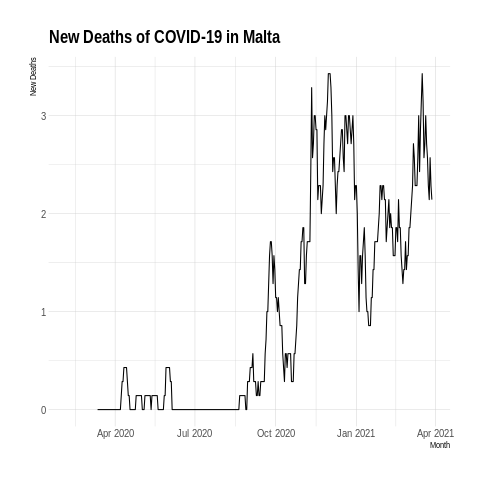 New Deaths of COVID-19 in Malta
New Deaths
3
2
1
0
Apr 2020 Jul 2020 Oct 2020 Jan 2021 Apr 2021
Month